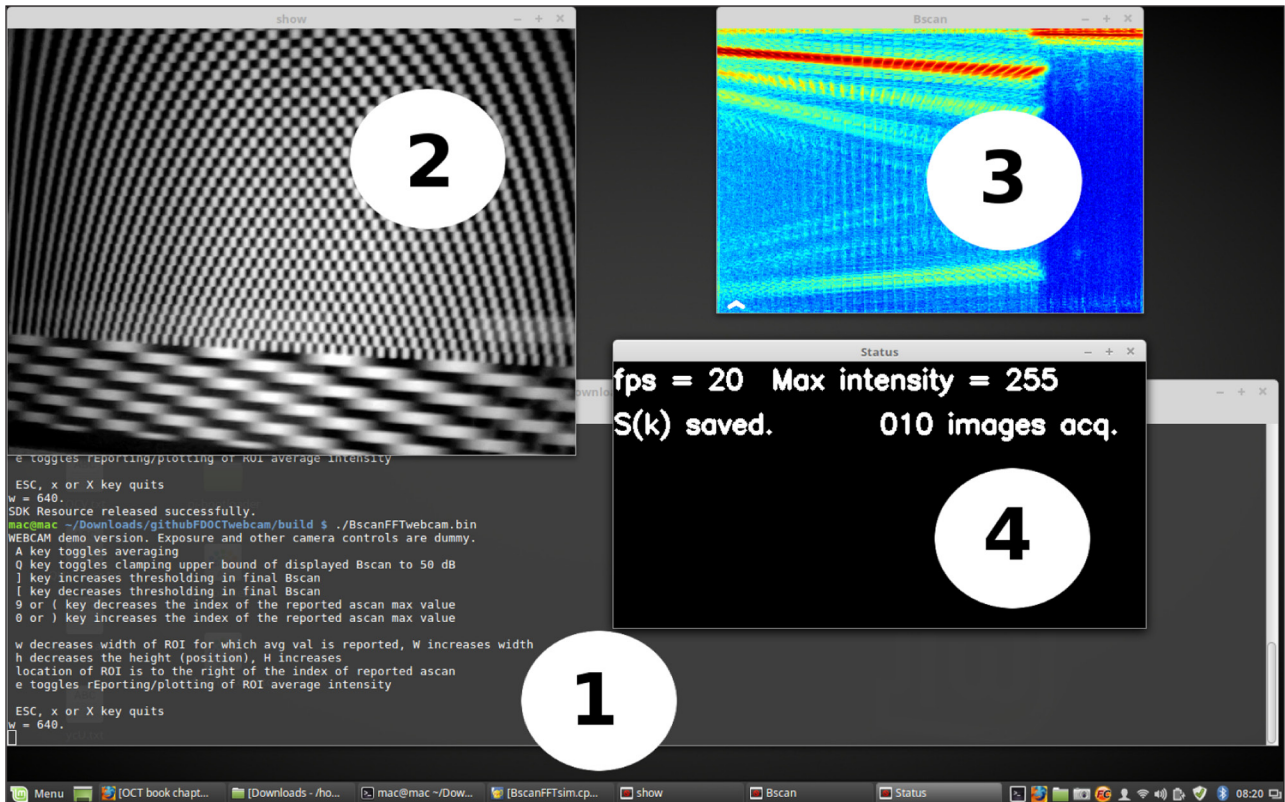 show
Bscan
2
3
Status
fps = 20 Max intensity = 255
S(k) saved. 010 images acq.
4
e toggles rEporting/plotting of ROI average intensity
ESC, x or X key quits
w = 640.
SDK Resource released successfully.
mac@mac ~/Downloads/githubFDOCTwebcam/build $ ./BscanFFTwebcam.bin
WEBCAM demo version. Exposure and other camera controls are dummy.
A key toggles averaging
Q key toggles clamping upper bound of displayed Bscan to 50 dB
] key increases thresholding in final Bscan
[ key decreases thresholding in final Bscan
9 or ( key decreases the index of the reported ascan max value
0 or ) key increases the index of the reported ascan max value
w decreases width of ROI for which avg val is reported, W increases width
h decreases the height (position), H increases
location of ROI is to the right of the index of reported ascan
e toggles rEporting/plotting of ROI average intensity
ESC, x or X key quits
w = 640.
1
Menu [OCT book chapt... [Downloads - /ho... mac@mac ~/Dow... [BscanFFTsim.cp... show Bscan Status 08:20